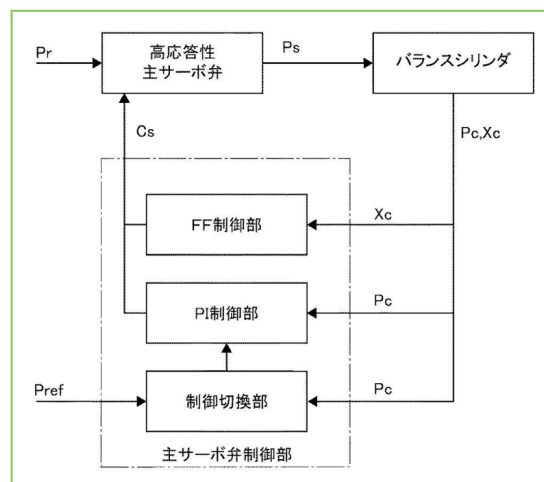 Pr
高応答性
主サーボ弁
Ps
バランスシリンダ
Cs
Pc,Xc
FF制御部
Xc
PI制御部
Pc
Pref
制御切換部
Pc
主サーボ弁制御部